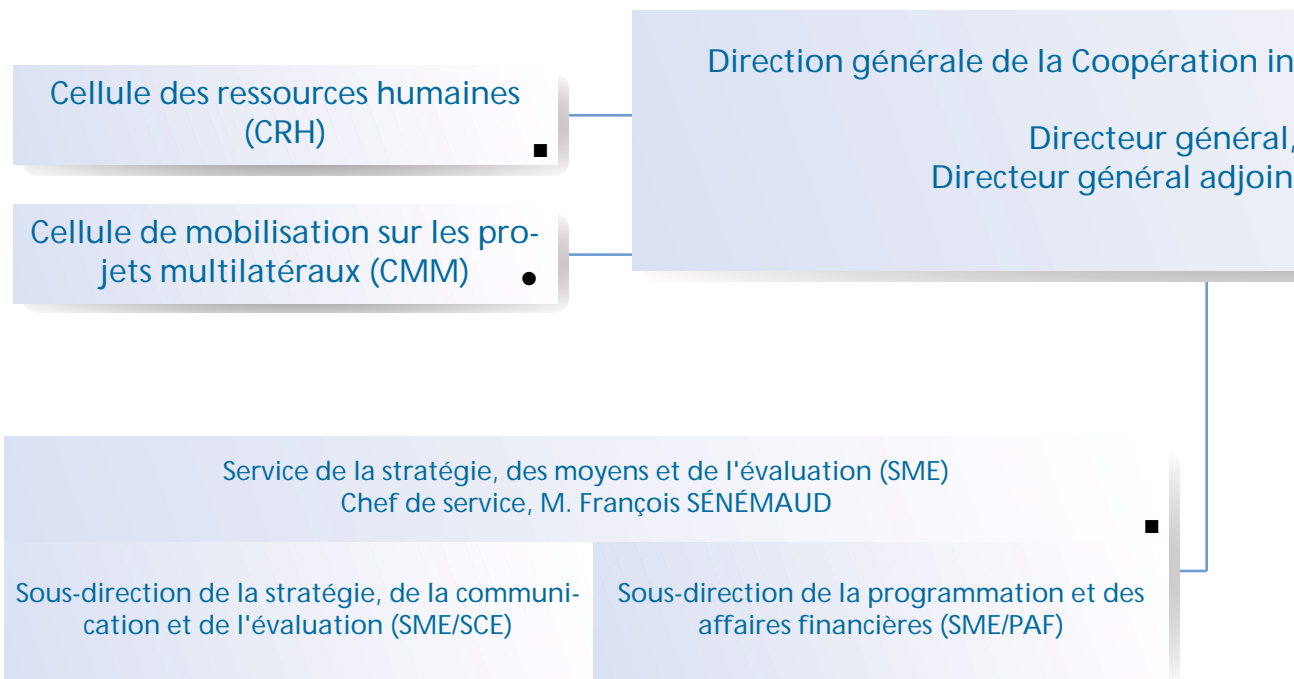 Cellule des ressources humaines
(CRH)
Cellule de mobilisation sur les pro-
jets multilatéraux (CMM)
Direction générale de la Coopération in
Directeur général,
Directeur général adjoin
Service de la stratégie, des moyens et de l'évaluation (SME)
Chef de service, M. François SÉNÉMAUD
Sous-direction de la stratégie, de la communi-
cation et de l'évaluation (SME/SCE)
Sous-direction de la programmation et des
affaires financières (SME/PAF)